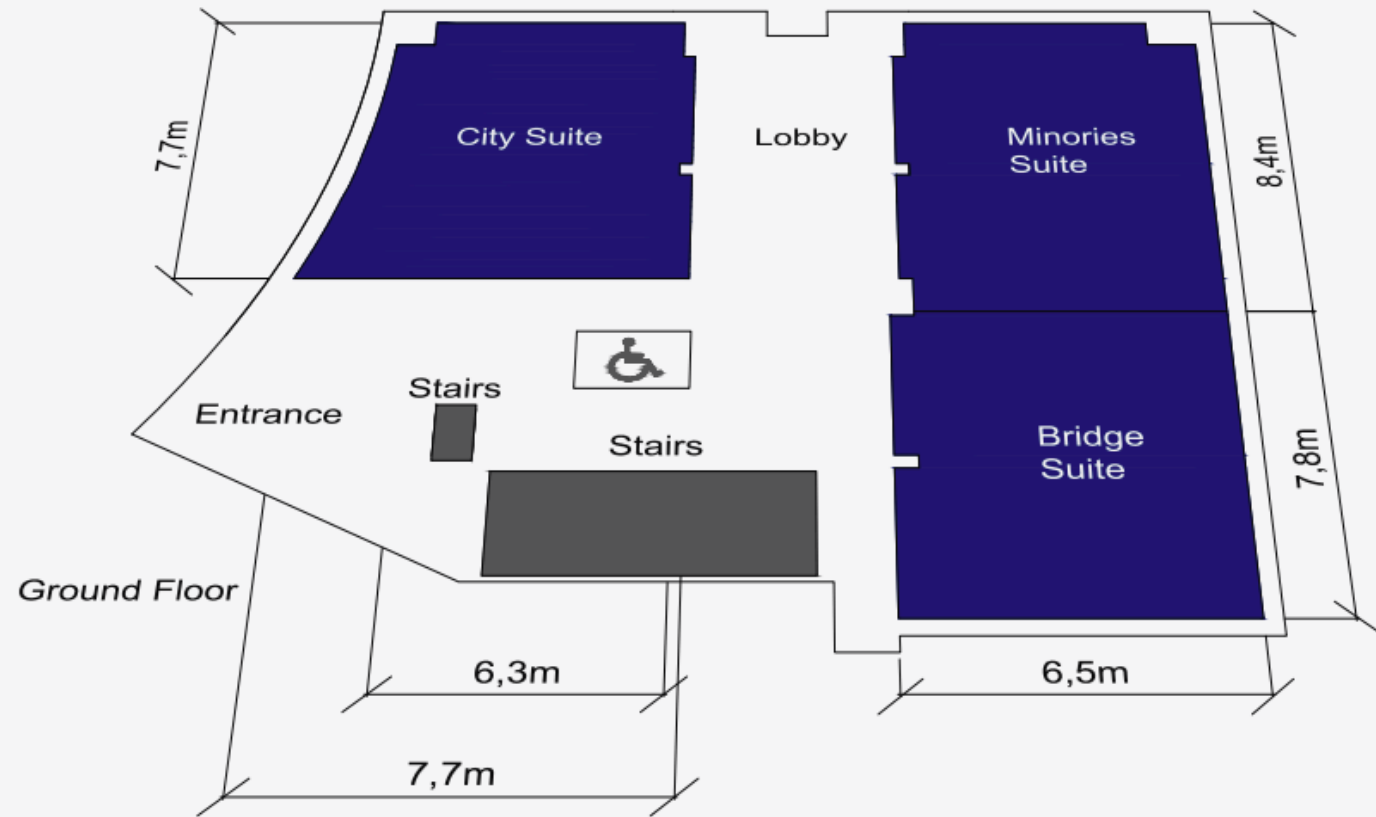 7,7m
City Suite
Lobby
Minories
Suite
8,4m
Stairs
Entrance
Stairs
Bridge
Suite
7,8m
Ground Floor
6,3m
6,5m
7,7m